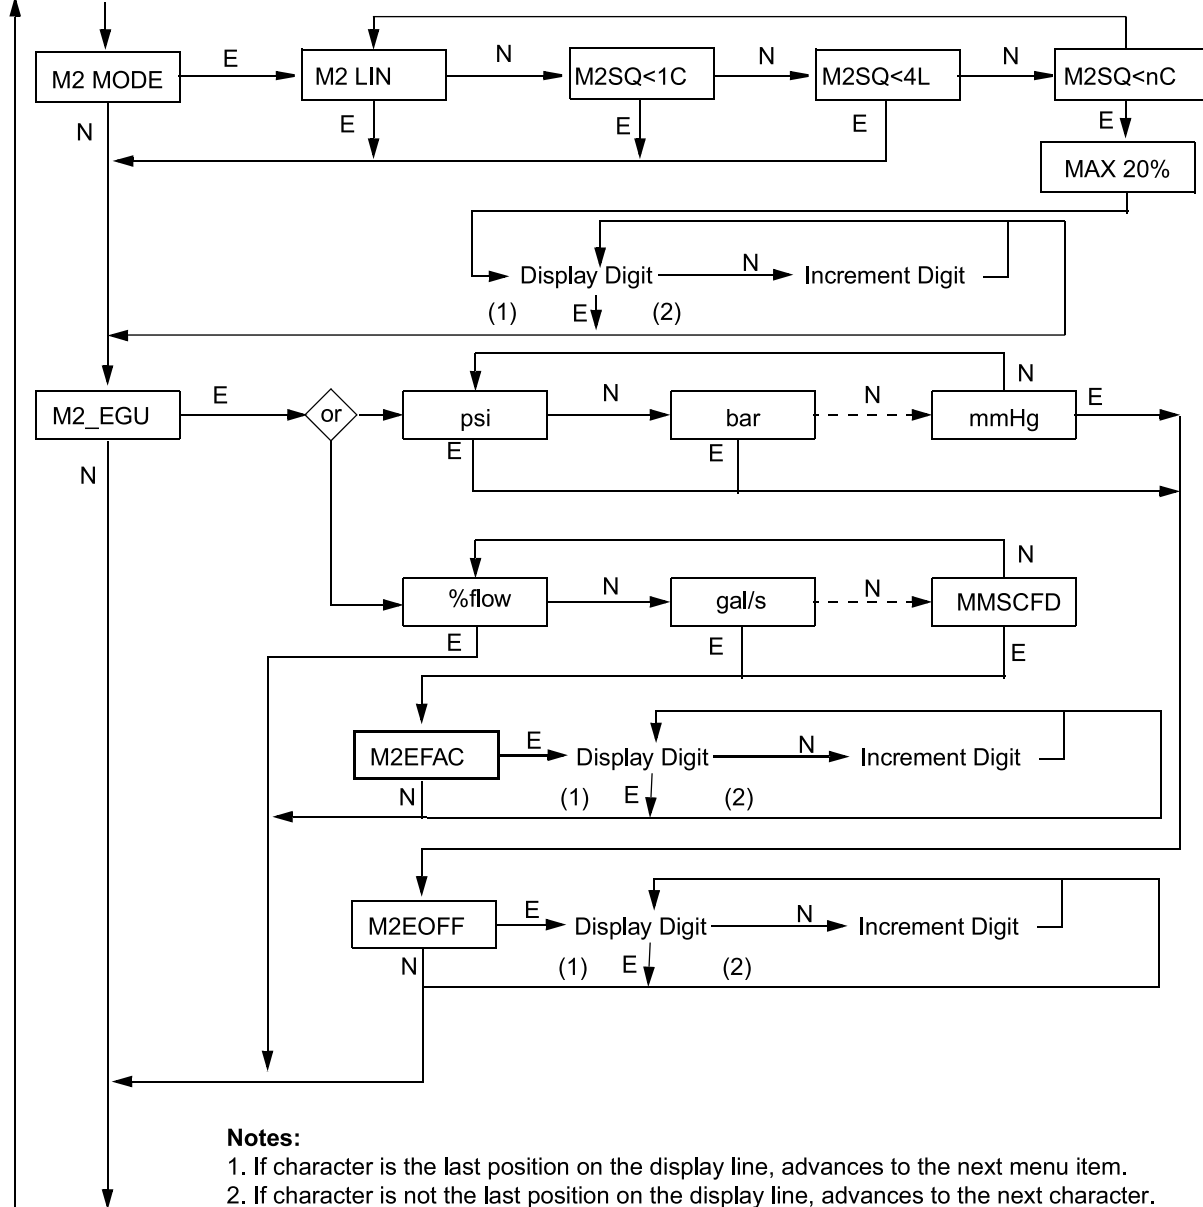 M2 MODE E M2 LIN N M2SQ<1C N M2SQ<4L N M2SQ<nC
N E E E E
MAX 20%
Display Digit N Increment Digit
(1) E (2)
M2_EGU E or psi N bar N mmHg N E
N E E
%flow N gal/s N MMSCFD N
E E E
M2EFAC E Display Digit N Increment Digit
N (1) E (2)
M2EOFF E Display Digit N Increment Digit
N (1) E (2)
Notes:
1. If character is the last position on the display line, advances to the next menu item.
2. If character is not the last position on the display line, advances to the next character.